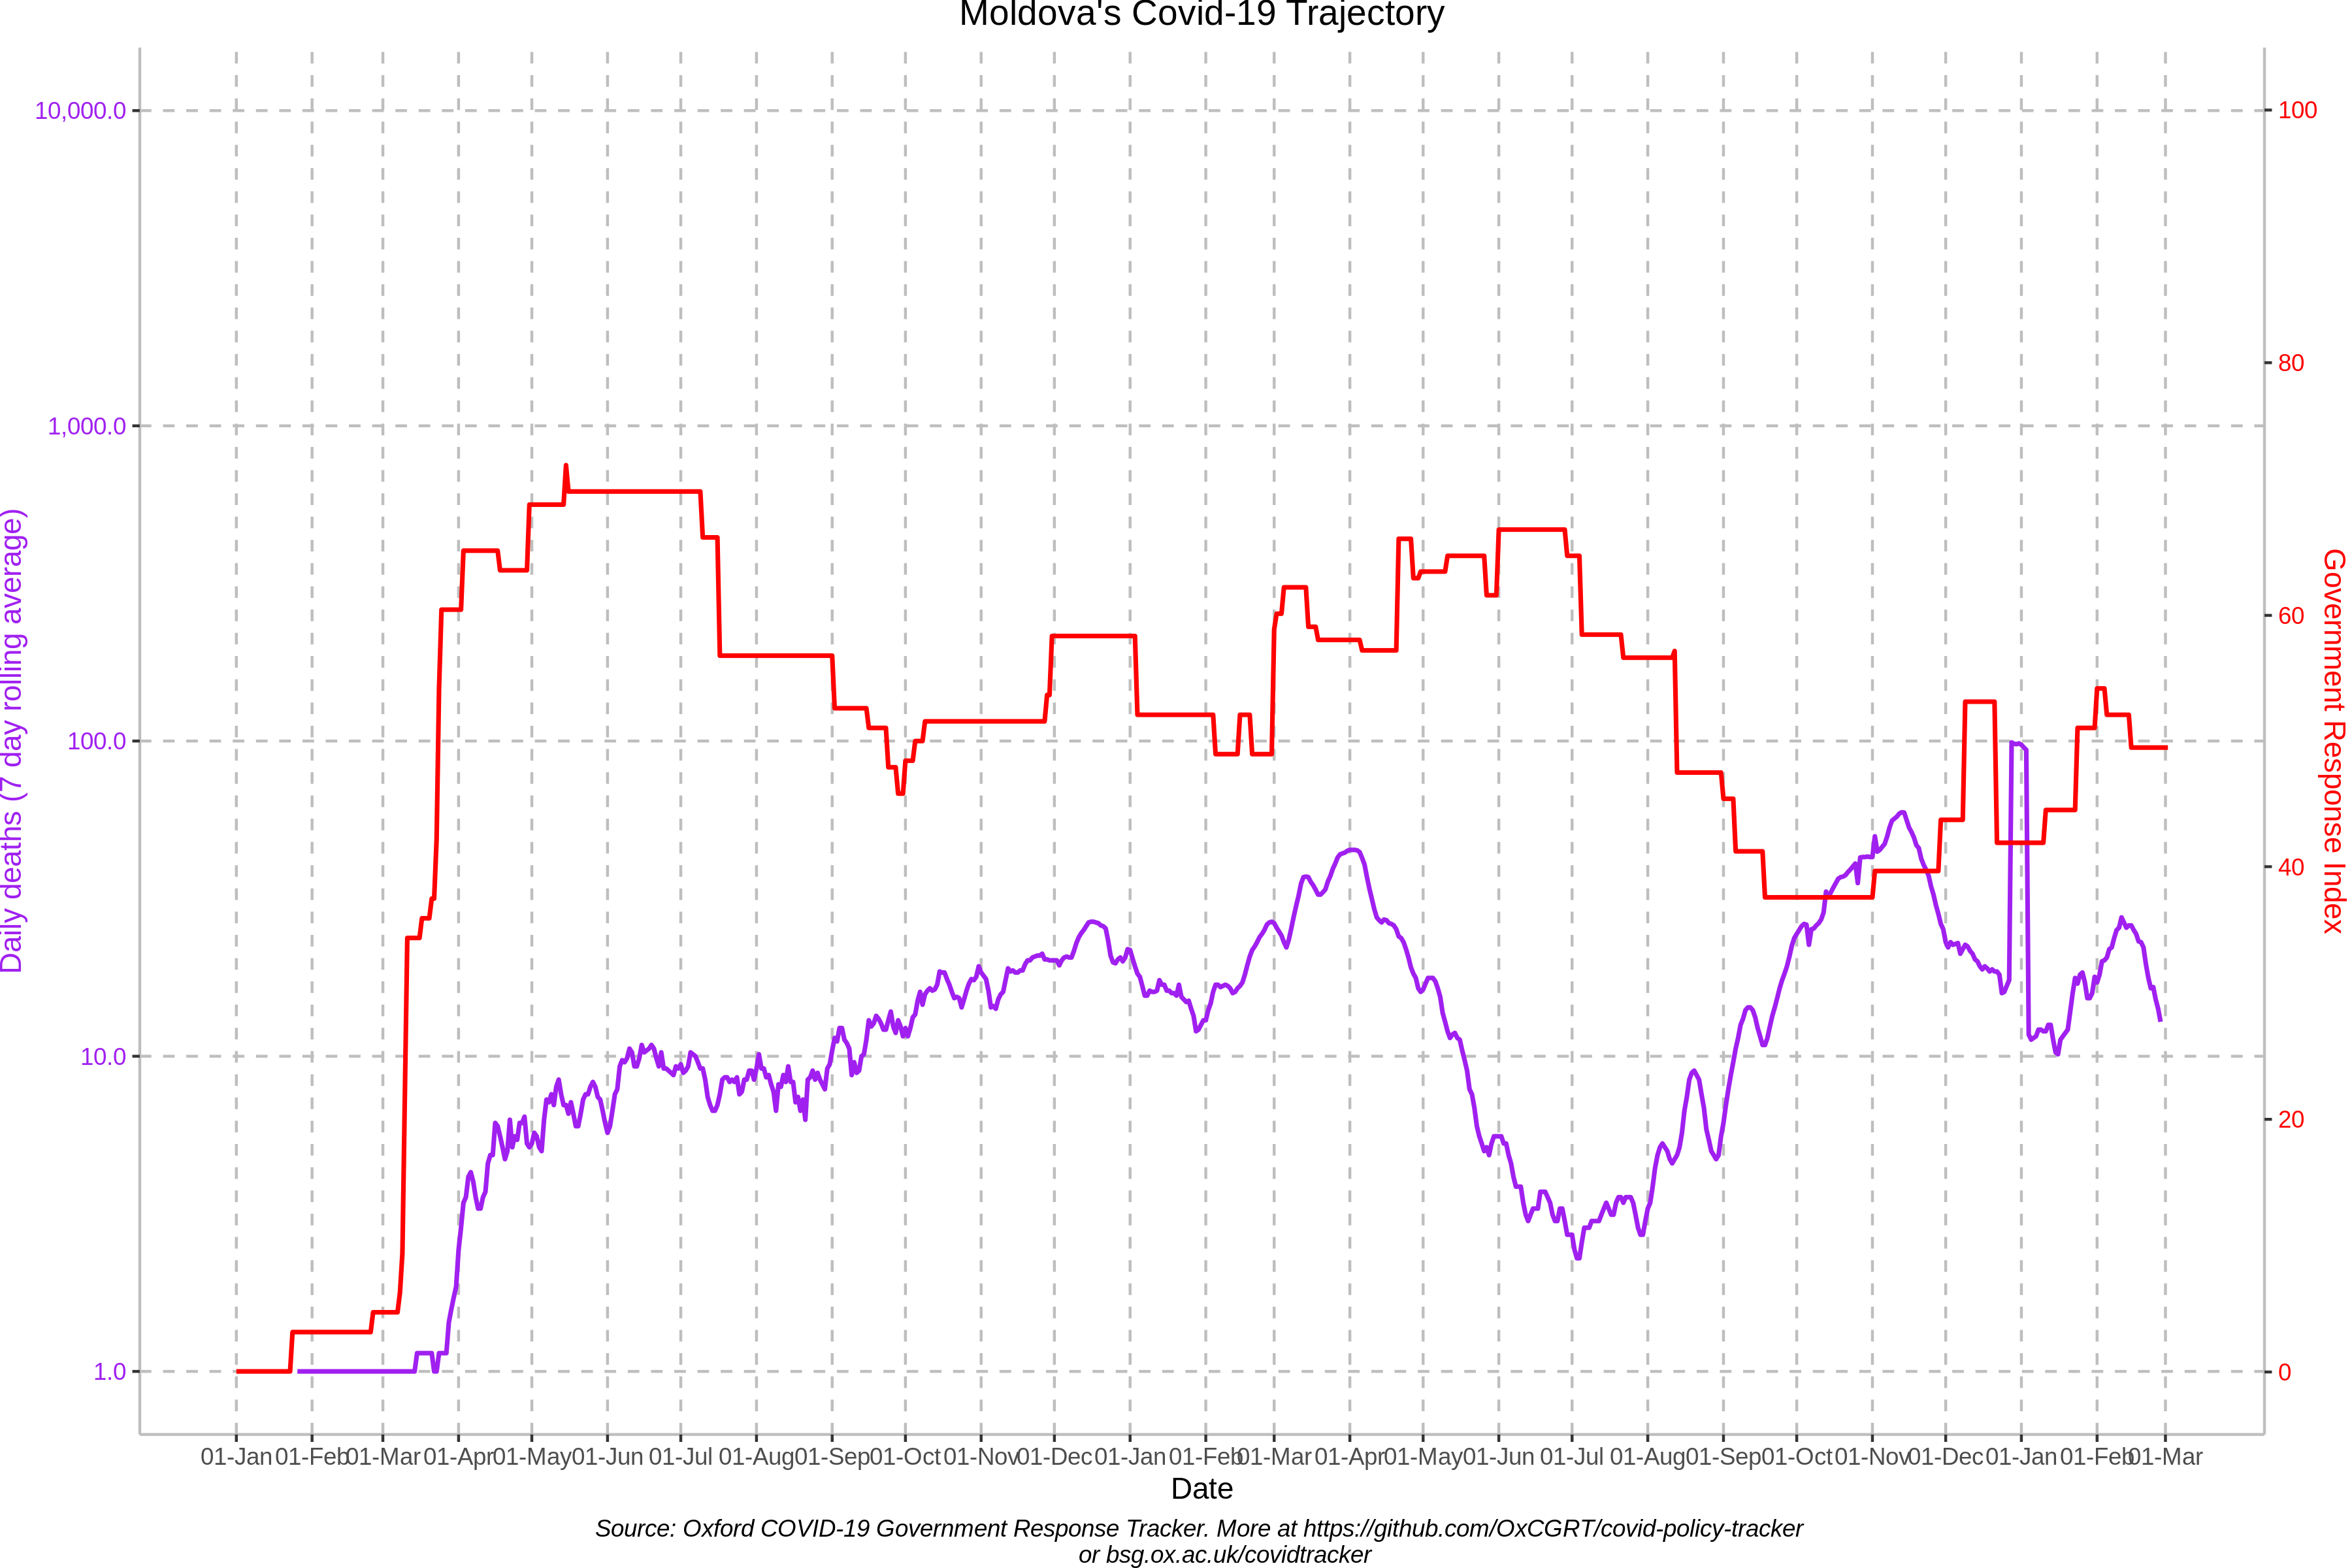 Moldova's Covid-19 Trajectory
10,000.0
1,000.0
100.0
10.0
1.0
Daily deaths (7 day rolling average)
100
80
60
40
20
0
Government Response Index
01-Jan 01-Feb 01-Mar 01-Apr 01-May 01-Jun 01-Jul 01-Aug 01-Sep 01-Oct 01-Nov 01-Dec 01-Jan 01-Feb 01-Mar 01-Apr 01-May 01-Jun 01-Jul 01-Aug 01-Sep 01-Oct 01-Nov 01-Dec 01-Jan 01-Feb 01-Mar
Date
Source: Oxford COVID-19 Government Response Tracker. More at https://github.com/OxCGRT/covid-policy-tracker
or bsg.ox.ac.uk/covidtracker